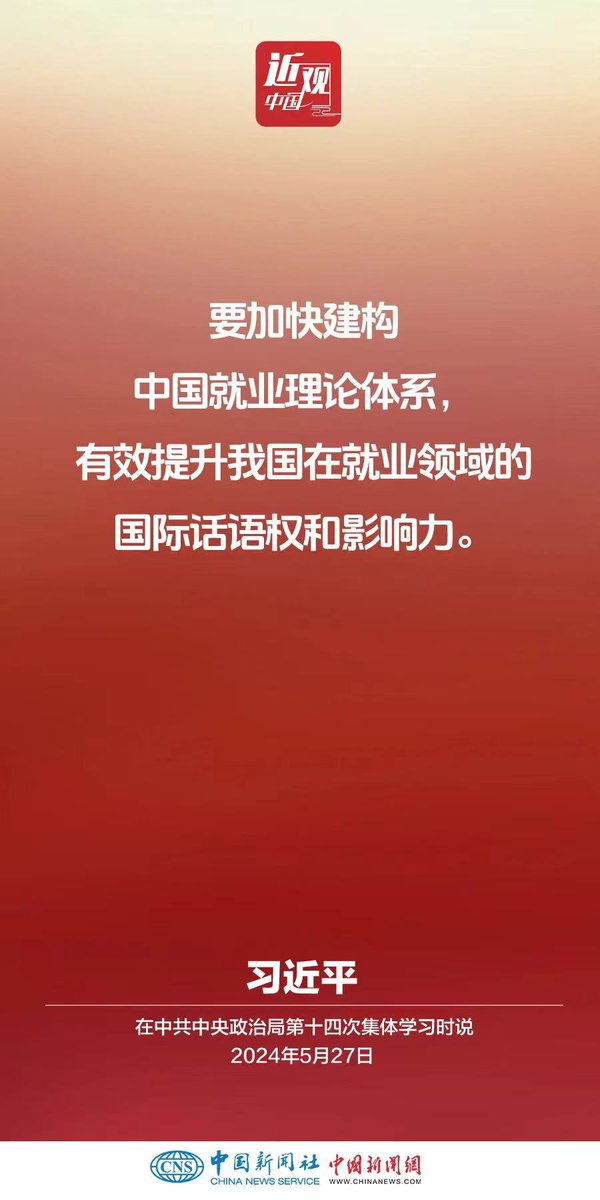 近观
中国
要加快建构
中国就业理论体系，
有效提升我国在就业领域的
国际话语权和影响力。
习近平
在中共中央政治局第十四次集体学习时说
2024年5月27日
CNS 中国新闻社 中國新聞網
CHINA NEWS SERVICE WWW.CHINANEWS.COM